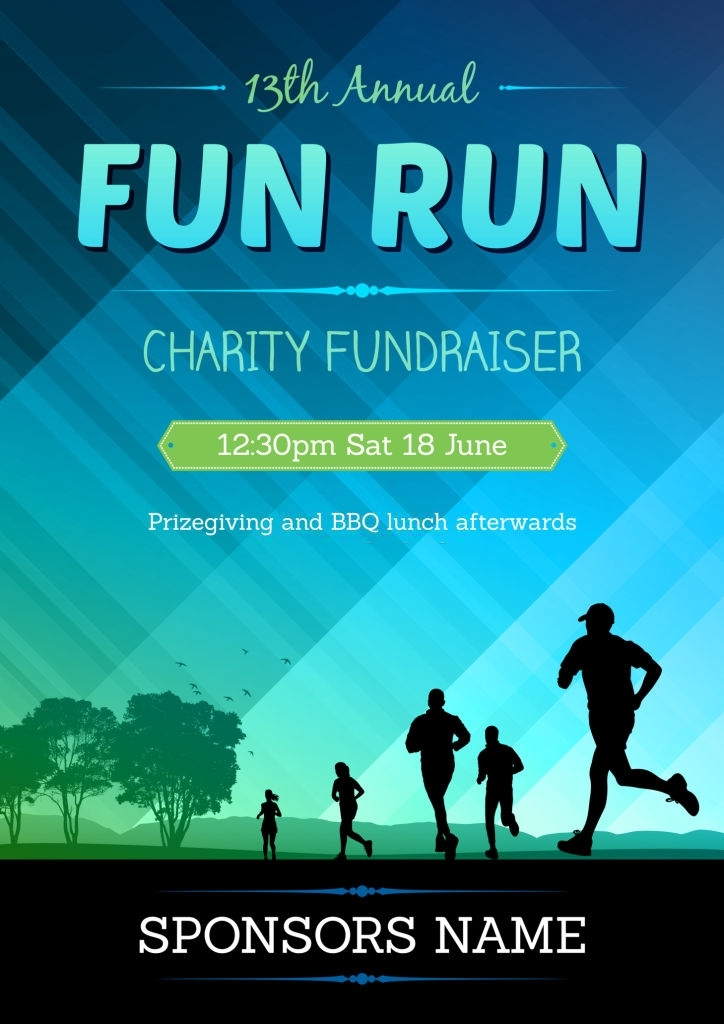 13th Annual
FUN RUN
CHARITY FUNDRAISER
12:30pm Sat 18 June
Prizegiving and BBQ lunch afterwards
SPONSORS NAME